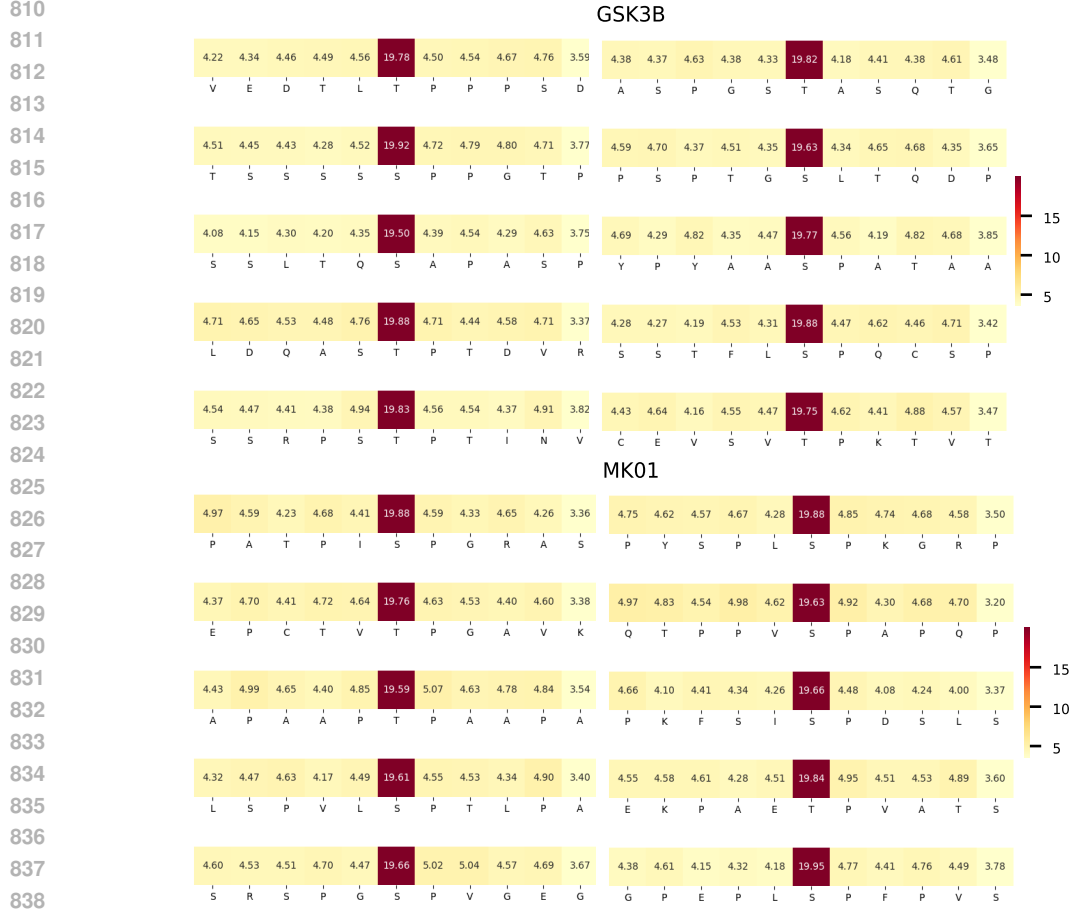 810
GSK3B
811
4.22 4.34 4.46 4.49 4.56 19.78 4.50 4.54 4.67 4.76 3.59 4.38 4.37 4.63 4.38 4.33 19.82 4.18 4.41 4.38 4.61 3.48
812
V E D T L T P P P S D A S P G S T A S Q T G
813
814
4.51 4.45 4.43 4.28 4.52 19.92 4.72 4.79 4.80 4.71 3.77 4.59 4.70 4.37 4.51 4.35 19.63 4.34 4.65 4.68 4.35 3.65
815
T S S S S S P P G T P P S P T G S L T Q D P
816
817
4.08 4.15 4.30 4.20 4.35 19.50 4.39 4.54 4.29 4.63 3.75 4.69 4.29 4.82 4.35 4.47 19.77 4.56 4.19 4.82 4.68 3.85
15
818
S S L T Q S A P A S P Y P Y A A S P A T A A
10
819
5
820
4.71 4.65 4.53 4.48 4.76 19.88 4.71 4.44 4.58 4.71 3.37 4.28 4.27 4.19 4.53 4.31 19.88 4.47 4.62 4.46 4.71 3.42
821
L D Q A S T P T D V R S S T F L S P Q C S P
822
823
4.54 4.47 4.41 4.38 4.94 19.83 4.56 4.54 4.37 4.91 3.82 4.43 4.64 4.16 4.55 4.47 19.75 4.62 4.41 4.88 4.57 3.47
824
S S R P S T P T I N V C E V S V T P K T V T
MK01
825
826
4.97 4.59 4.23 4.68 4.41 19.88 4.59 4.33 4.65 4.26 3.36 4.75 4.62 4.57 4.67 4.28 19.88 4.85 4.74 4.68 4.58 3.50
827
P A T P I S P G R A S P Y S P L S P K G R P
828
829
4.37 4.70 4.41 4.72 4.64 19.76 4.63 4.53 4.40 4.60 3.38 4.97 4.83 4.54 4.98 4.62 19.63 4.92 4.30 4.68 4.70 3.20
830
E P C T V T P G A V K Q T P P V S P A P Q P
831
15
4.43 4.99 4.65 4.40 4.85 19.59 5.07 4.63 4.78 4.84 3.54 4.66 4.10 4.41 4.34 4.26 19.66 4.48 4.08 4.24 4.00 3.37
832
10
A P A A P T P A A P A P K F S I S P D S L S
833
5
834
4.32 4.47 4.63 4.17 4.49 19.61 4.55 4.53 4.34 4.90 3.40 4.55 4.58 4.61 4.28 4.51 19.84 4.95 4.51 4.53 4.89 3.60
835
L S P V L S P T L P A E K P A E T P V A T S
836
837
4.60 4.53 4.51 4.70 4.47 19.66 5.02 5.04 4.57 4.69 3.67 4.38 4.61 4.15 4.32 4.18 19.95 4.77 4.41 4.76 4.49 3.78
838
S R S P G S P V G E G G P E P L S P F P V S